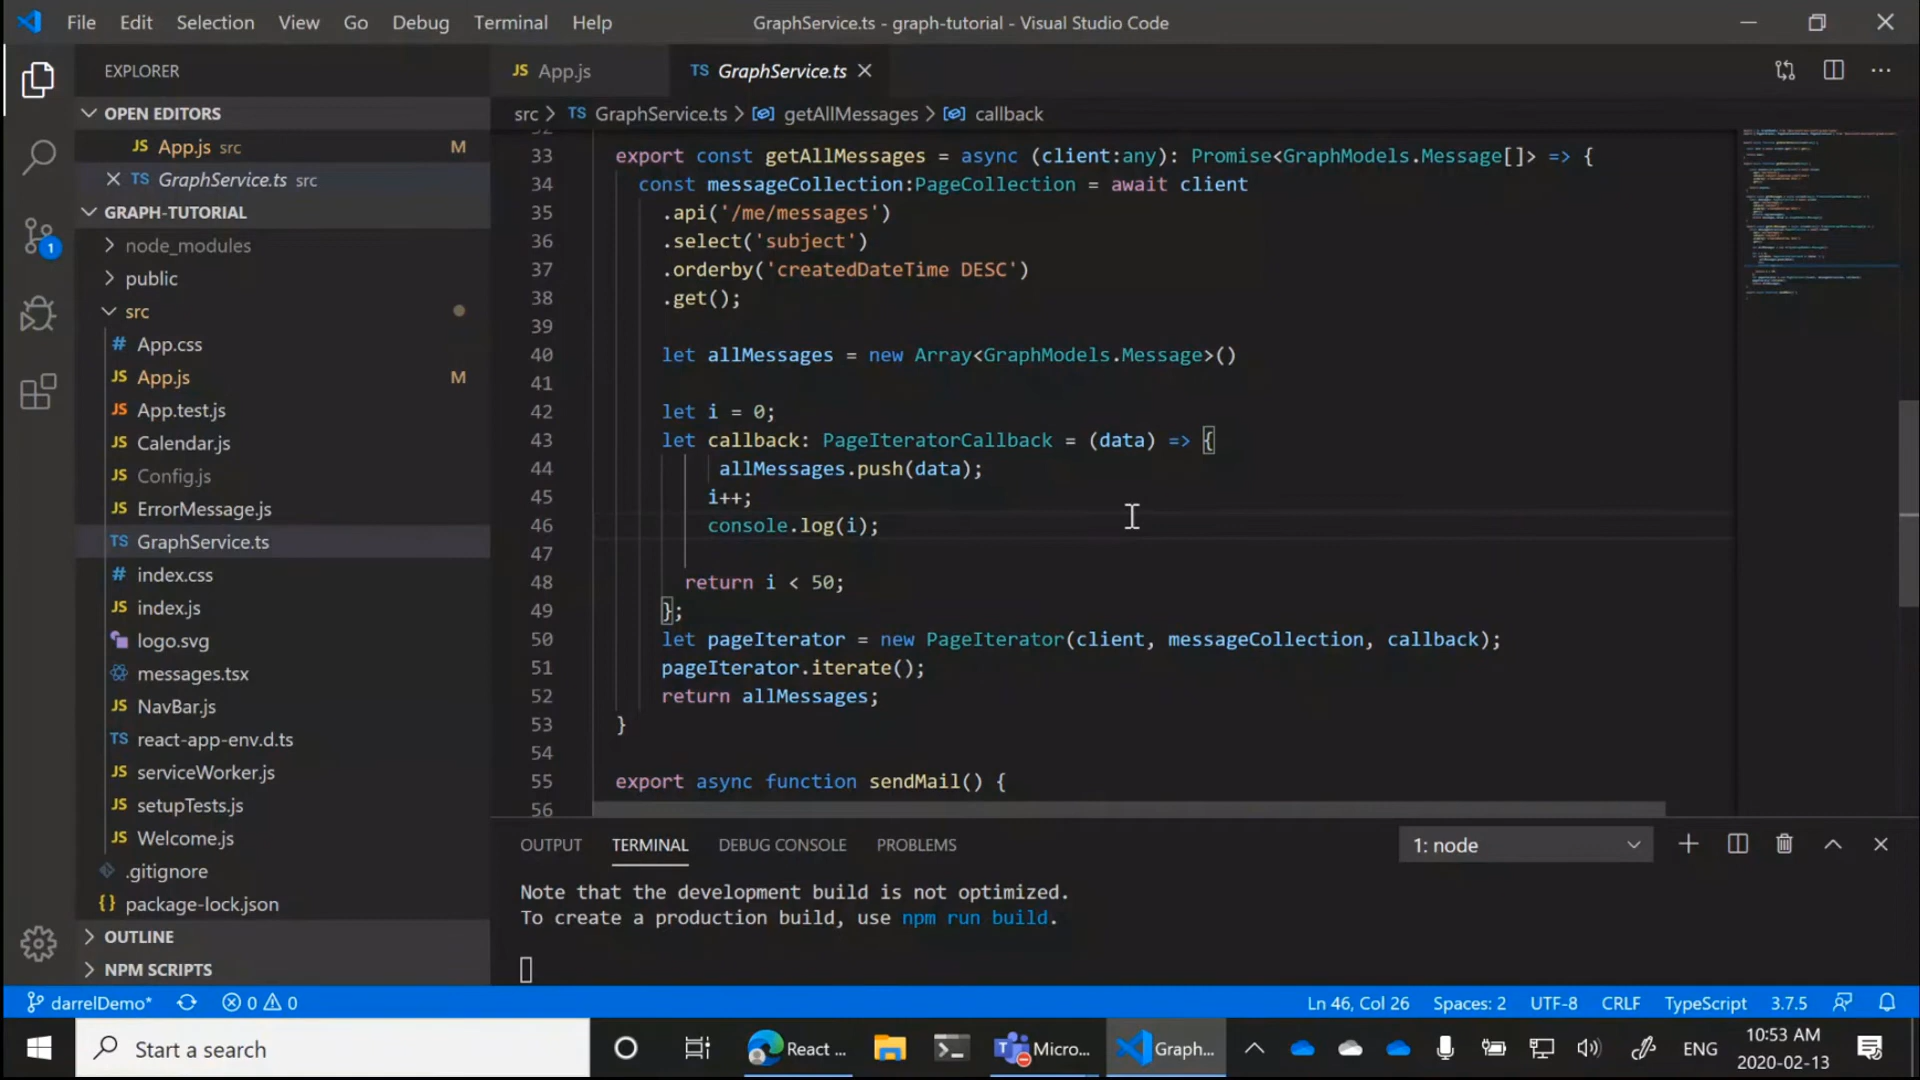 File Edit Selection View Go Debug Terminal Help GraphService.ts - graph-tutorial - Visual Studio Code
EXPLORER
JS App.js TS GraphService.ts
OPEN EDITORS
JS App.js src M
TS GraphService.ts src
GRAPH-TUTORIAL
node_modules
public
src
# App.css
JS App.js M
JS App.test.js
JS Calendar.js
JS Config.js
JS ErrorMessage.js
TS GraphService.ts
# index.css
JS index.js
logo.svg
messages.tsx
JS NavBar.js
TS react-app-env.d.ts
JS serviceWorker.js
JS setupTests.js
JS Welcome.js
.gitignore
{} package-lock.json
OUTLINE
NPM SCRIPTS
1
src > TS GraphService.ts > getAllMessages > callback
32
33 export const getAllMessages = async (client:any): Promise<GraphModels.Message[]> => {
34 const messageCollection:PageCollection = await client
35 .api('/me/messages')
36 .select('subject')
37 .orderby('createdDateTime DESC')
38 .get();
39
40 let allMessages = new Array<GraphModels.Message>()
41
42 let i = 0;
43 let callback: PageIteratorCallback = (data) => {
44 allMessages.push(data);
45 i++;
46 console.log(i);
47
48 return i < 50;
49 };
50 let pageIterator = new PageIterator(client, messageCollection, callback);
51 pageIterator.iterate();
52 return allMessages;
53 }
54
55 export async function sendMail() {
56
OUTPUT TERMINAL DEBUG CONSOLE PROBLEMS 1: node
Note that the development build is not optimized.
To create a production build, use npm run build.
darrelDemo* 0 0 Ln 46, Col 26 Spaces: 2 UTF-8 CRLF TypeScript 3.7.5
Start a search React ... Micro... Graph... ENG 10:53 AM
2020-02-13